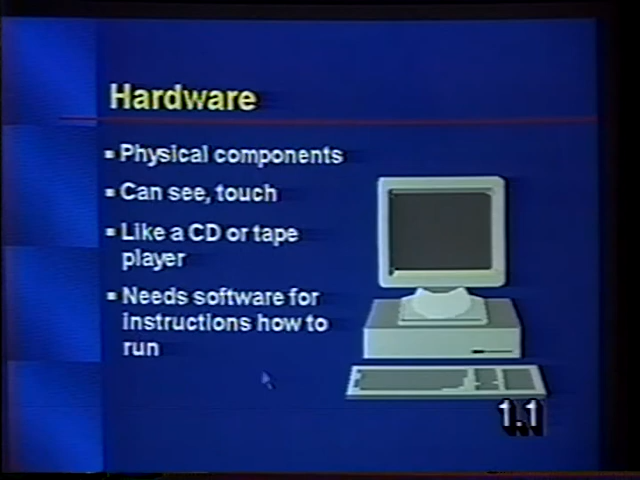 Hardware
▪ Physical components
▪ Can see, touch
▪ Like a CD or tape
player
▪ Needs software for
instructions how to
run
1.1